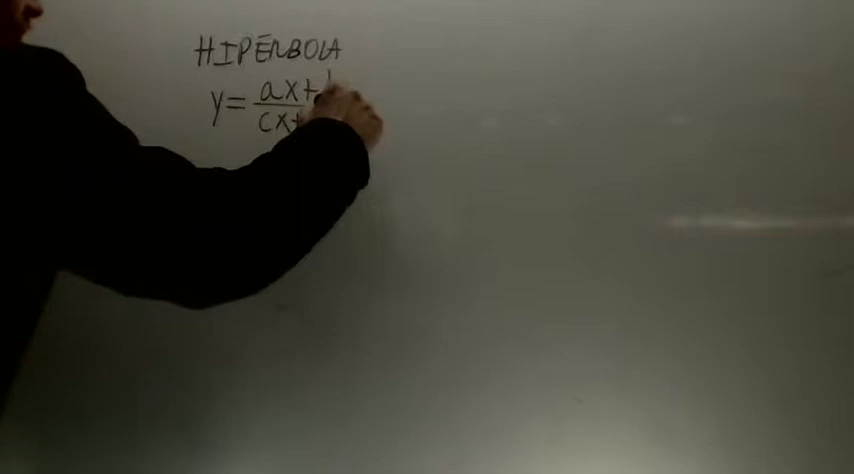 HIPÉRBOLA
y = ax+
cx+